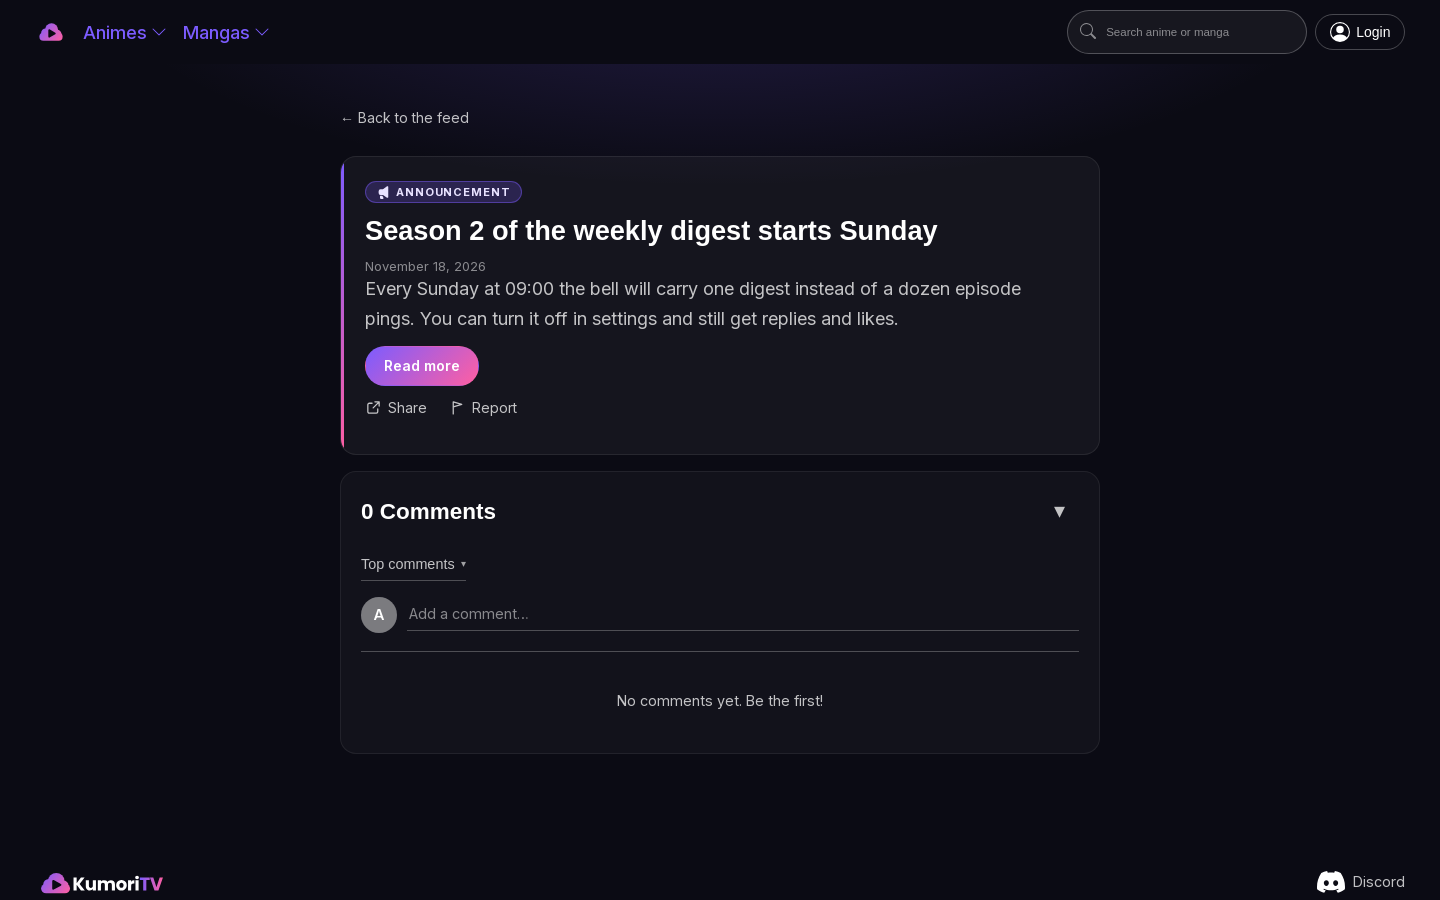 Animes
Mangas
Search anime or manga
Login
← Back to the feed
ANNOUNCEMENT
Season 2 of the weekly digest starts Sunday
November 18, 2026
Every Sunday at 09:00 the bell will carry one digest instead of a dozen episode
pings. You can turn it off in settings and still get replies and likes.
Read more
Share
Report
0 Comments
Top comments
A
Add a comment...
No comments yet. Be the first!
KumoriTV
Discord